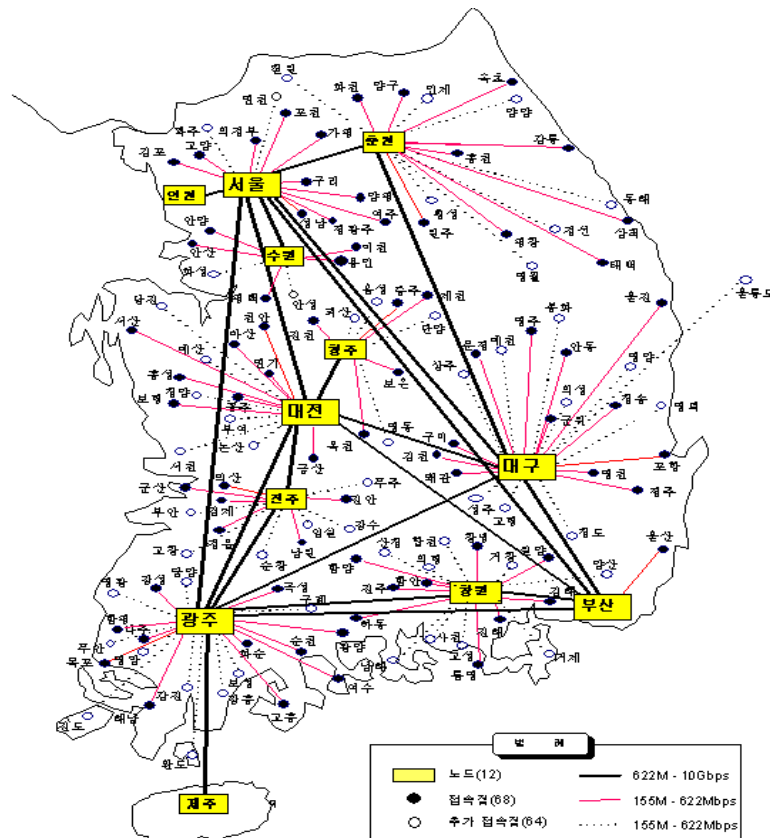 철원
화천
양구
인제
속초
연천
포천
양양
파주
의정부
가평
춘천
강릉
고양
김포
홍천
구리
서울
인천
양평
동해
횡성
여주
성남
경광주
원주
정선
삼척
안양
이천
평창
수원
안산
용인
태백
화성
영월
울진
울릉도
당진
평택
안성
음성
충주
제천
괴산
천안
봉화
서산
아산
진천
단양
영주
청주
문경
예천
영양
예산
안동
연기
상주
홍성
보은
의성
청양
청송
보령
공주
대전
군위
부여
영동
구미
논산
옥천
김천
대구
포항
서천
금산
영천
왜관
경주
익산
무주
군산
전주
진안
성주
고령
부안
김제
청도
울산
임실
장수
정읍
창녕
합천
산청
남원
고창
의령
거창
밀양
양산
순창
함양
담양
영광
장성
곡성
함안
진주
창원
구례
김해
부산
함평
광주
나주
하동
무안
화순
순천
광양
사천
진해
거제
목포
영암
고성
남해
통영
보성
강진
여수
장흥
해남
고흥
진도
완도
제주
범 례
노드(12)
622M - 10Gbps
접속점(68)
155M - 622Mbps
추가 접속점(64)
155M - 622Mbps